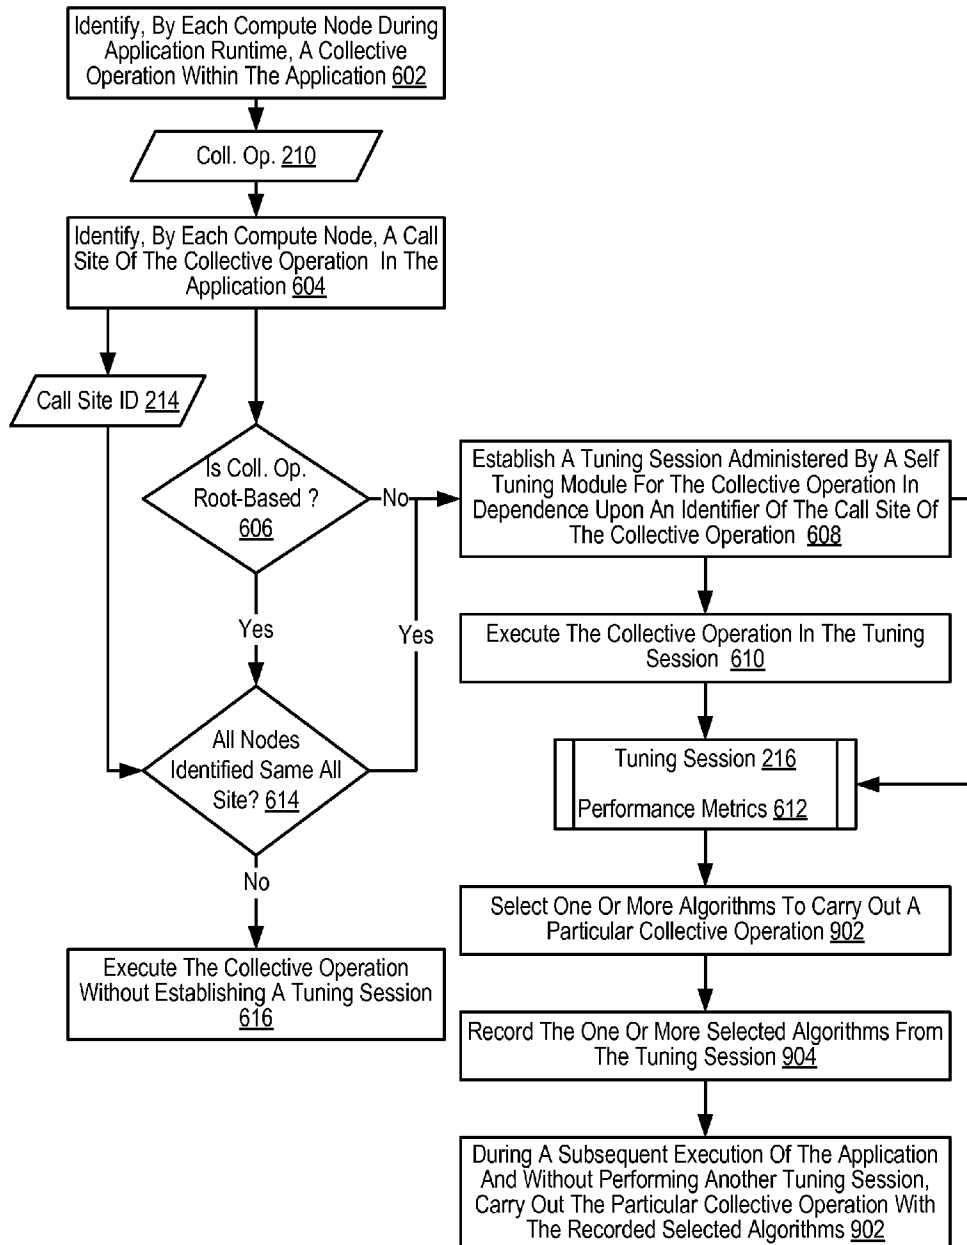 Identify, By Each Compute Node During
Application Runtime, A Collective
Operation Within The Application 602
Coll. Op. 210
Identify, By Each Compute Node, A Call
Site Of The Collective Operation In The
Application 604
Call Site ID 214
Is Coll. Op.
Root-Based ?
606
No
Yes
Yes
All Nodes
Identified Same All
Site? 614
No
Execute The Collective Operation
Without Establishing A Tuning Session
616
Establish A Tuning Session Administered By A Self
Tuning Module For The Collective Operation In
Dependence Upon An Identifier Of The Call Site Of
The Collective Operation 608
Execute The Collective Operation In The Tuning
Session 610
Tuning Session 216
Performance Metrics 612
Select One Or More Algorithms To Carry Out A
Particular Collective Operation 902
Record The One Or More Selected Algorithms From
The Tuning Session 904
During A Subsequent Execution Of The Application
And Without Performing Another Tuning Session,
Carry Out The Particular Collective Operation With
The Recorded Selected Algorithms 902